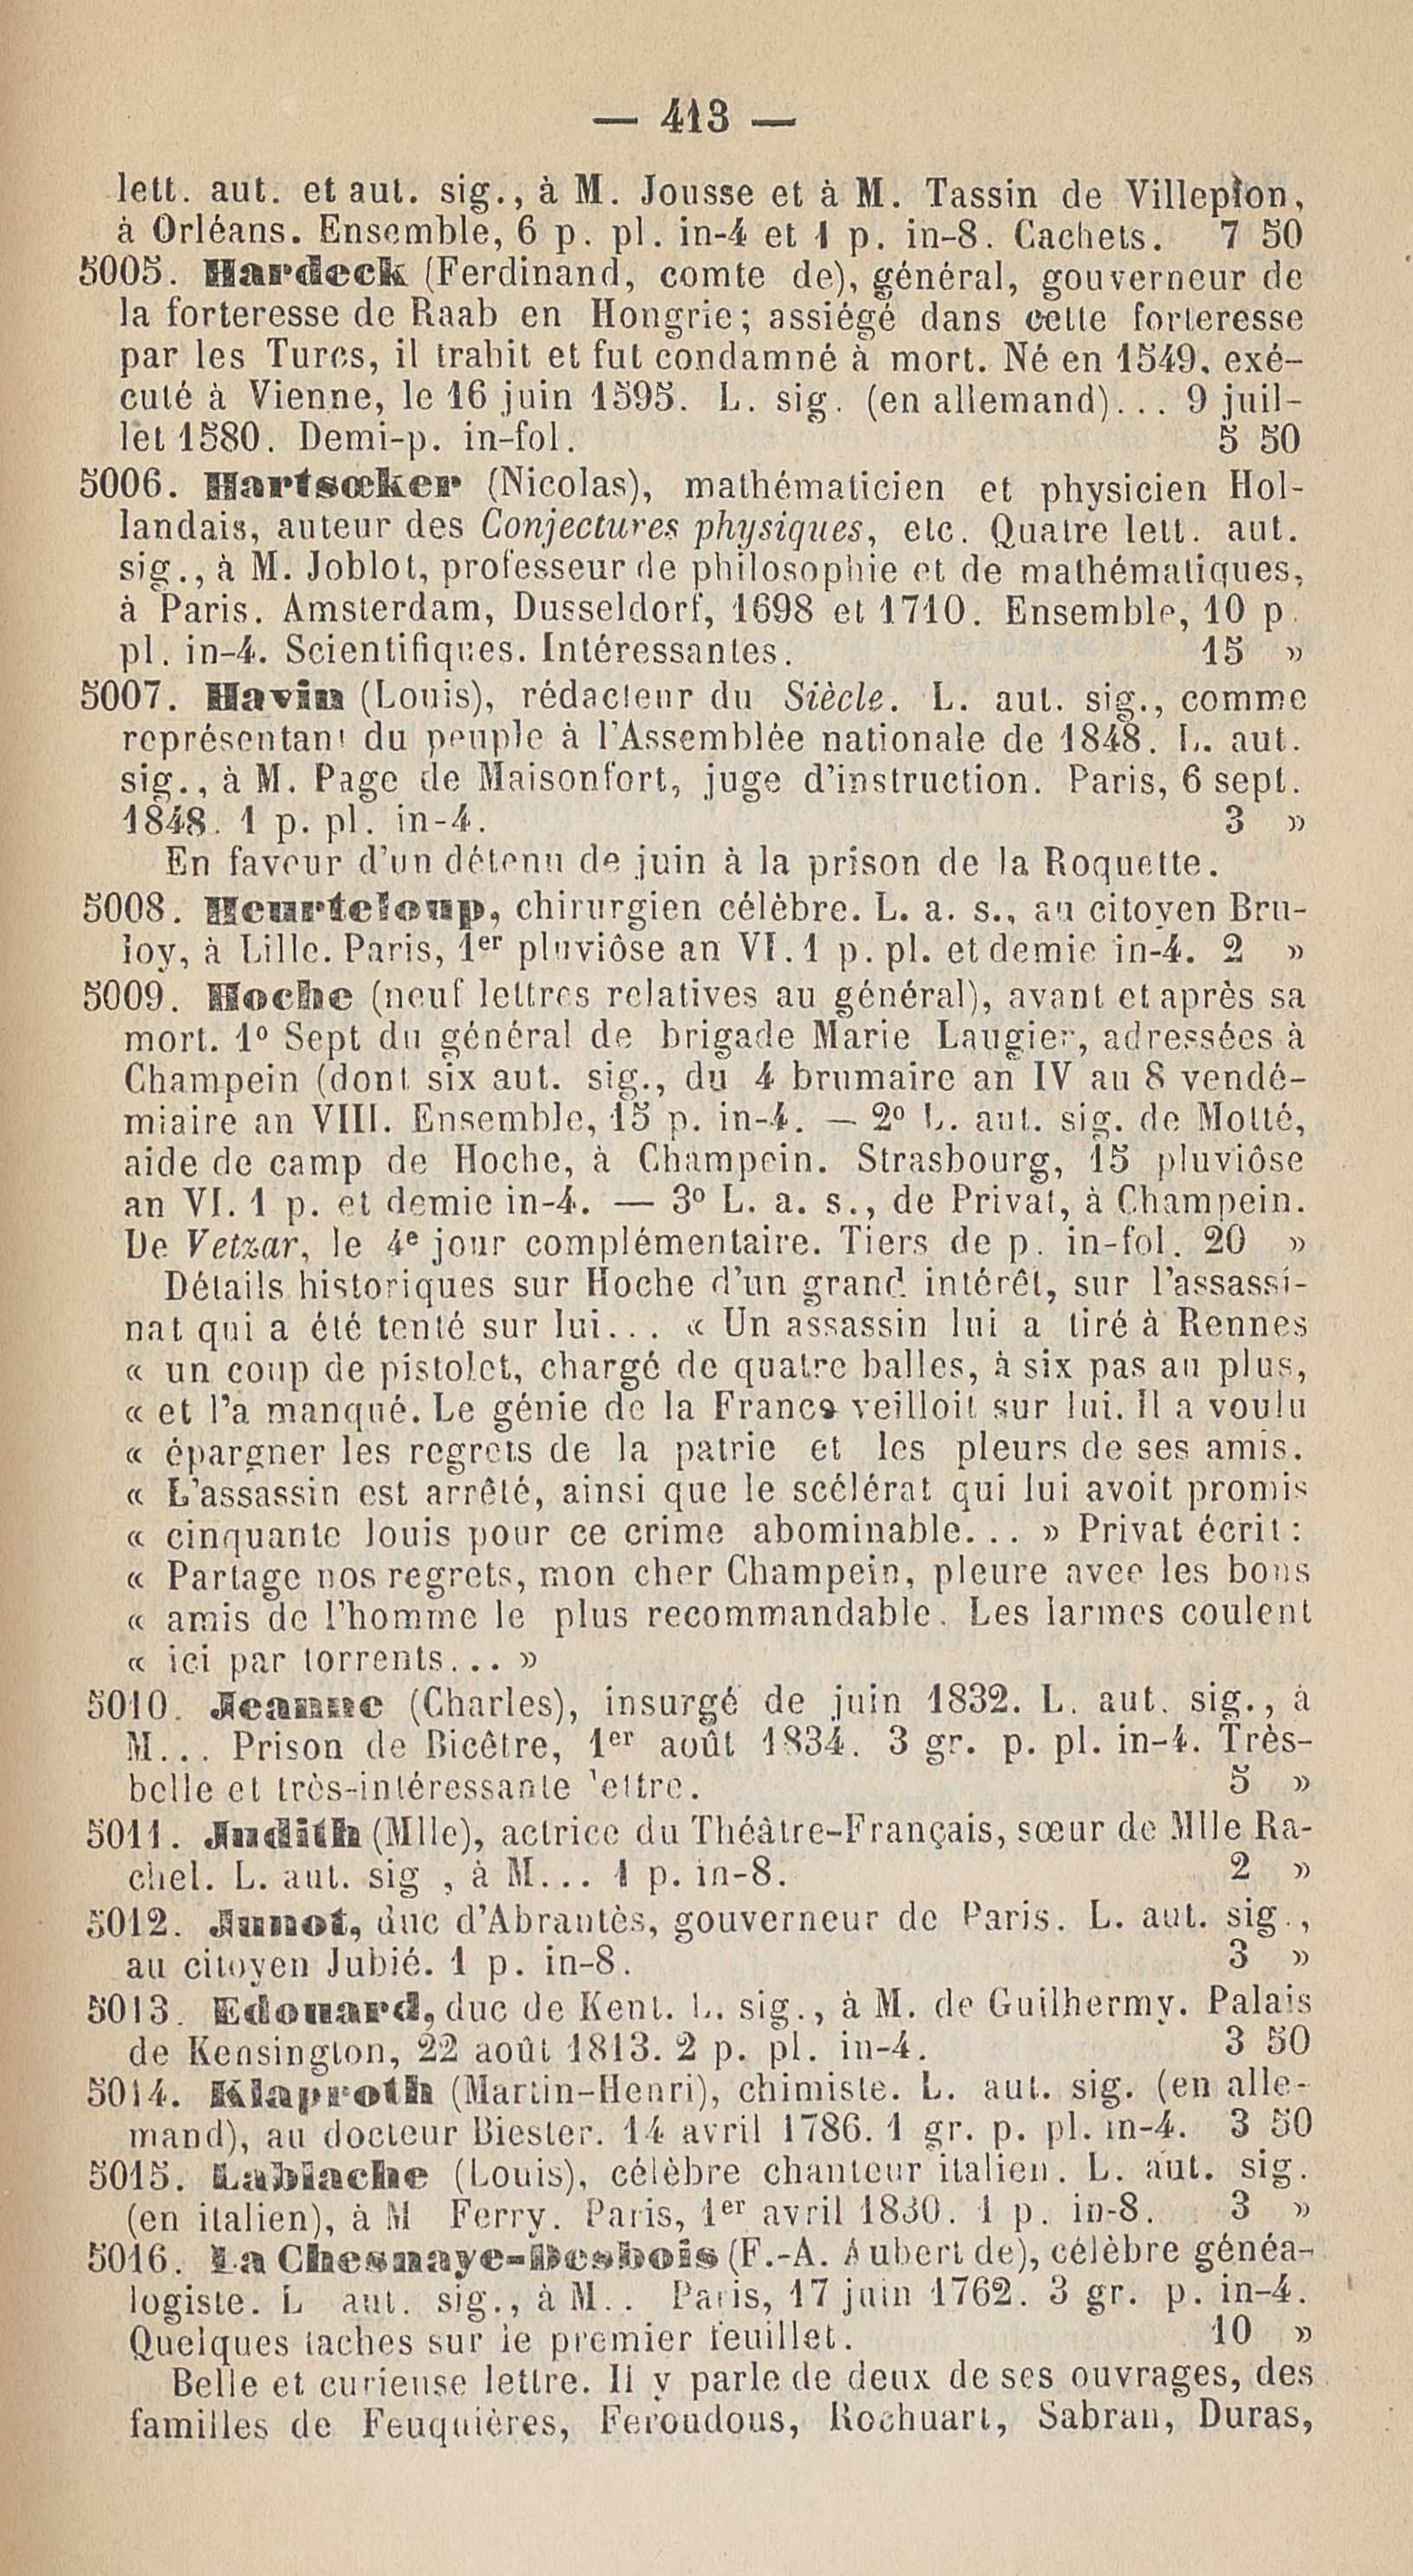 — 413 —
lett. aut. et aut. sig., à M. Jousse et à M. Tassin de Villepion,
à Orléans. Ensemble, 6 p. pl. in-4 et 1 p. in-8. Cachets. 7 50
5005. Hardeck (Ferdinand, comte de), général, gouverneur de
la forteresse de Raab en Hongrie; assiégé dans cette forteresse
par les Turcs, il trahit et fut condamné à mort. Né en 1549, exé-
cuté à Vienne, le 16 juin 1595. L. sig. (en allemand)... 9 juil-
let 1580. Demi-p. in-fol. 5 50
5006. Hartsœker (Nicolas), mathématicien et physicien Hol-
landais, auteur des Conjectures physiques, etc. Quatre lett. aut.
sig., à M. Joblot, professeur de philosophie et de mathématiques,
à Paris. Amsterdam, Dusseldorf, 1698 et 1710. Ensemble, 10 p.
pl. in-4. Scientifiques. Intéressantes. 15 »
5007. Havin (Louis), rédacteur du Siècle. L. aut. sig., comme
représentant du peuple à l'Assemblée nationale de 1848. L. aut.
sig., à M. Page de Maisonfort, juge d'instruction. Paris, 6 sept.
1848. 1 p. pl. in-4. 3 »
En faveur d'un détenu de juin à la prison de la Roquette.
5008. Heurteloup, chirurgien célèbre. L. a. s., au citoyen Bru-
loy, à Lille. Paris, 1er pluviôse an VI. 1 p. pl. et demie in-4. 2 »
5009. Hoche (neuf lettres relatives au général), avant et après sa
mort. 1º Sept du général de brigade Marie Laugier, adressées à
Champein (dont six aut. sig., du 4 brumaire an IV au 8 vendé-
miaire an VIII. Ensemble, 15 p. in-4. — 2º L. aut. sig. de Motté,
aide de camp de Hoche, à Champein. Strasbourg, 15 pluviôse
an VI. 1 p. et demie in-4. — 3º L. a. s., de Privat, à Champein.
De Vetzar, le 4e jour complémentaire. Tiers de p. in-fol. 20 »
Détails historiques sur Hoche d'un grand intérêt, sur l'assassi-
nat qui a été tenté sur lui... « Un assassin lui a tiré à Rennes
« un coup de pistolet, chargé de quatre balles, à six pas au plus,
« et l'a manqué. Le génie de la France veilloit sur lui. Il a voulu
« épargner les regrets de la patrie et les pleurs de ses amis.
« L'assassin est arrêté, ainsi que le scélérat qui lui avoit promis
« cinquante louis pour ce crime abominable... » Privat écrit :
« Partage nos regrets, mon cher Champein, pleure avec les bons
« amis de l'homme le plus recommandable. Les larmes coulent
« ici par torrents... »
5010. Jeanne (Charles), insurgé de juin 1832. L. aut. sig., à
M... Prison de Bicêtre, 1er août 1834. 3 gr. p. pl. in-4. Très-
belle et très-intéressante lettre. 5 »
5011. Judith (Mlle), actrice du Théâtre-Français, sœur de Mlle Ra-
chel. L. aut. sig , à M... 1 p. in-8. 2 »
5012. Junot, duc d'Abrantès, gouverneur de Paris. L. aut. sig.,
au citoyen Jubié. 1 p. in-8. 3 »
5013. Edouard, duc de Kent. L. sig., à M. de Guilhermy. Palais
de Kensington, 22 août 1813. 2 p. pl. in-4. 3 50
5014. Klaproth (Martin-Henri), chimiste. L. aut. sig. (en alle-
mand), au docteur Biester. 14 avril 1786. 1 gr. p. pl. in-4. 3 50
5015. Lablache (Louis), célèbre chanteur italien. L. aut. sig.
(en italien), à M Ferry. Paris, 1er avril 1830. 1 p. in-8. 3 »
5016. La Chesnaye-Desbois (F.-A. Aubert de), célèbre généa-
logiste. L aut. sig., à M.. Paris, 17 juin 1762. 3 gr. p. in-4.
Quelques taches sur le premier feuillet. 10 »
Belle et curieuse lettre. Il y parle de deux de ses ouvrages, des
familles de Feuquières, Feroudous, Rochuart, Sabran, Duras,